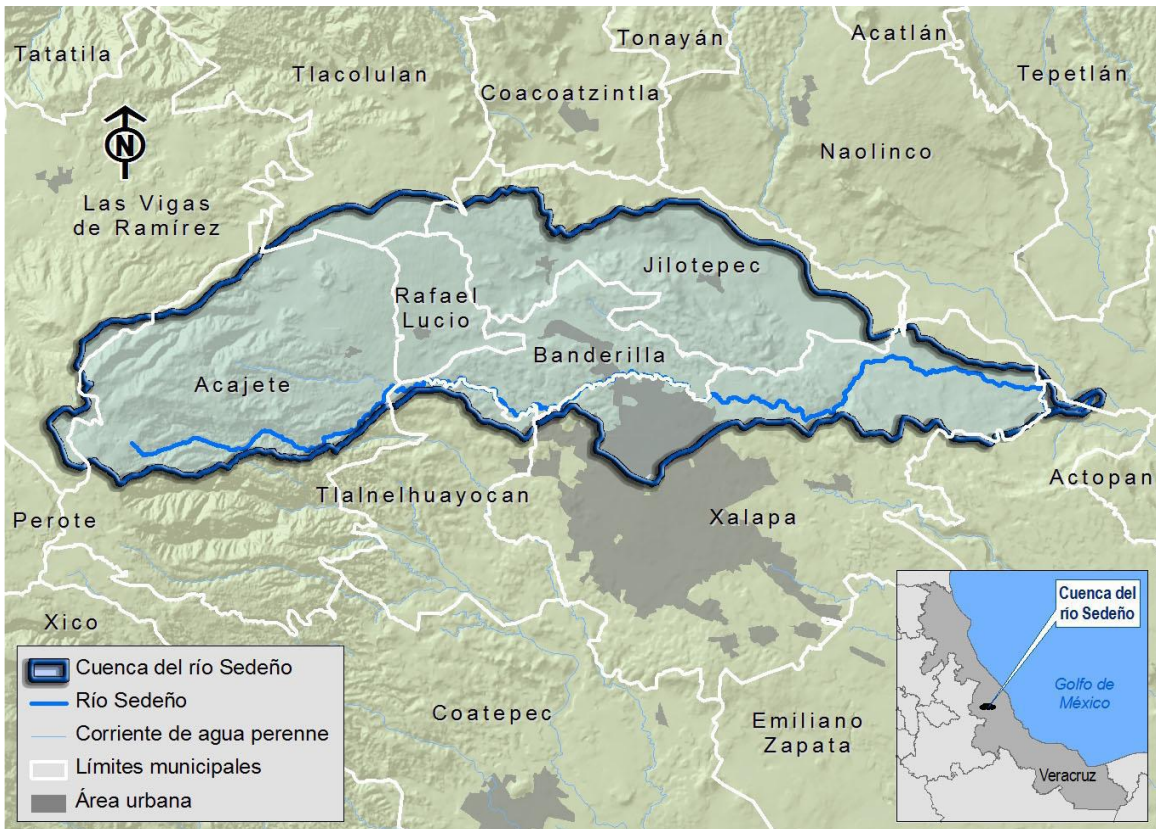 Tatatila
Tlacolulan
Tonayán
Acatlán
Tepetlán
Coacoatzintla
Naolinco
N
Las Vigas
de Ramírez
Jilotepec
Rafael
Lucio
Banderilla
Acajete
Tlalnelhuayocan
Actopan
Perote
Xalapa
Xico
Coatepec
Emiliano
Zapata
Cuenca del río Sedeño
Río Sedeño
Corriente de agua perenne
Límites municipales
Área urbana
Cuenca del
río Sedeño
Golfo de
México
Veracruz